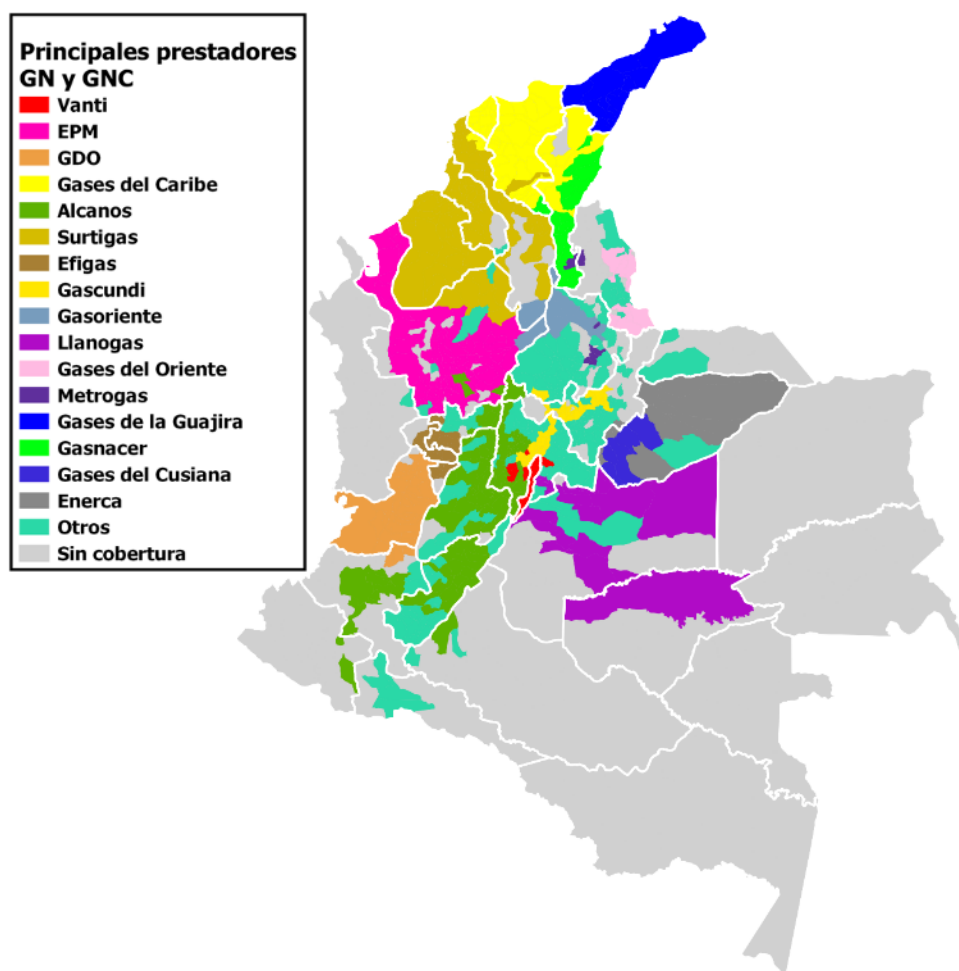 Principales prestadores
GN y GNC
Vanti
EPM
GDO
Gases del Caribe
Alcanos
Surtigas
Efigas
Gascundi
Gasoriente
Llanogas
Gases del Oriente
Metrogas
Gases de la Guajira
Gasnacer
Gases del Cusiana
Enerca
Otros
Sin cobertura